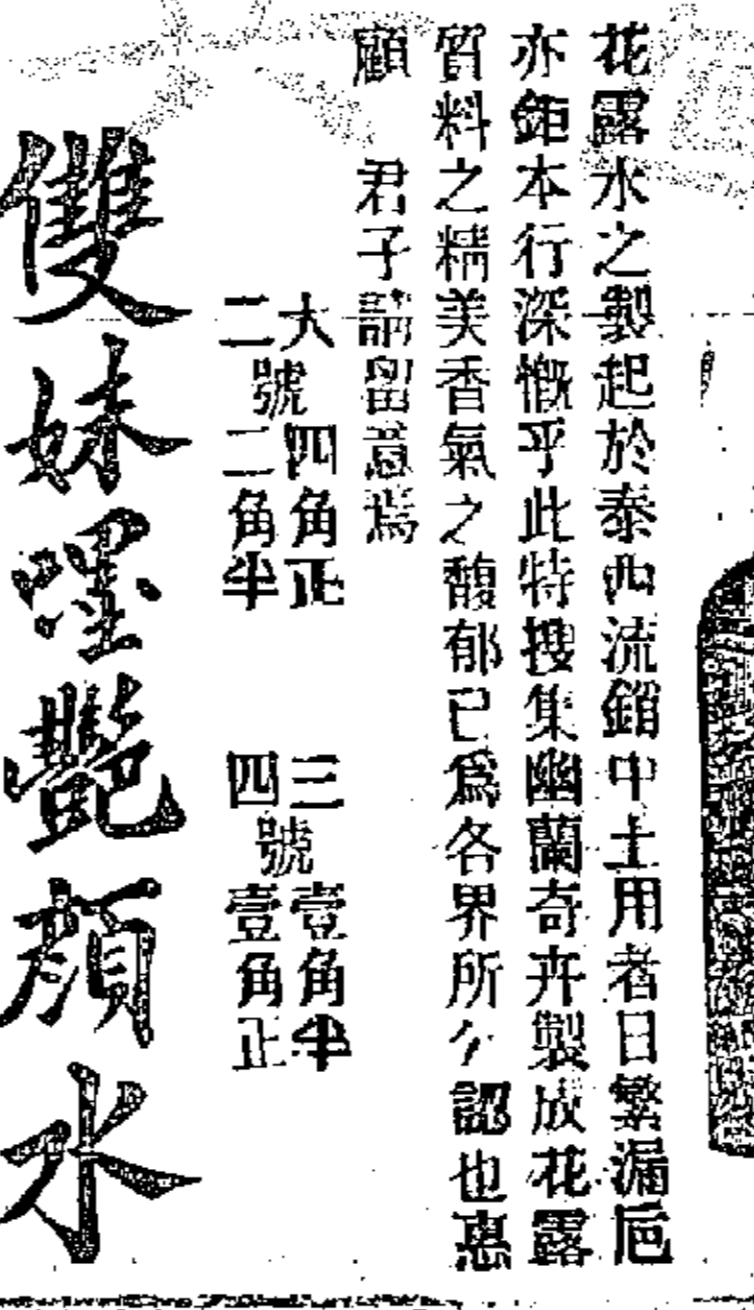 花露水之製起於泰西流銷中土用者日繁漏巵
亦鉅本行深慨乎此特搜集幽蘭奇卉製成花露
質料之精美香氣之馥郁已爲各界所公認也惠
顧 君子請留意焉
大號四角正 三號壹角半
二號二角半 四號壹角正
雙妹嚜艷顏水